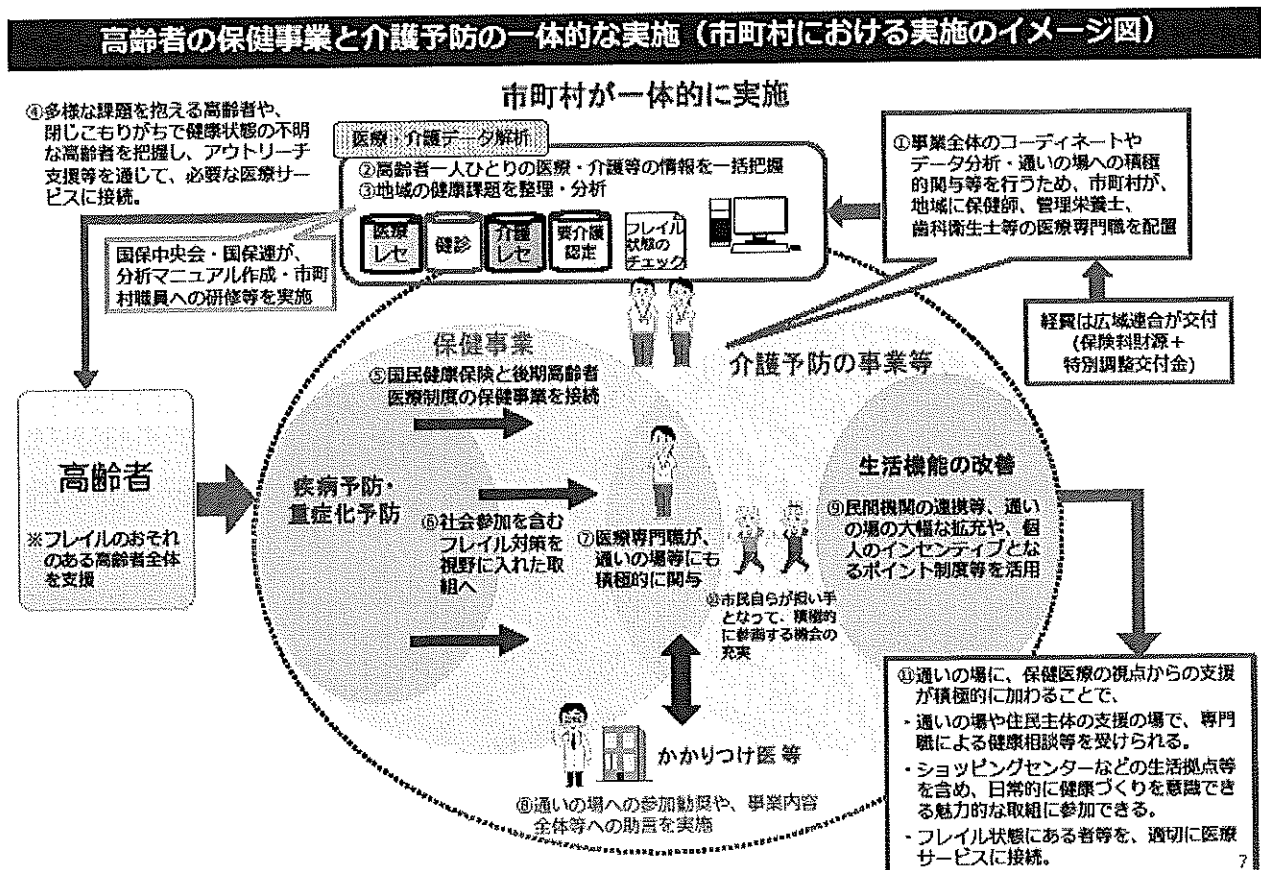 高齢者の保健事業と介護予防の一体的な実施（市町村における実施のイメージ図）
市町村が一体的に実施
④多様な課題を抱える高齢者や、
閉じこもりがちで健康状態の不明
な高齢者を把握し、アウトリーチ
支援等を通じて、必要な医療サー
ビスに接続。
医療・介護データ解析
②高齢者一人ひとりの医療・介護等の情報を一括把握
③地域の健康課題を整理・分析
医療
レセ
健診
介護
レセ
要介護
認定
フレイル
状態の
チェック
①事業全体のコーディネートや
データ分析・通いの場への積極
的関与等を行うため、市町村が、
地域に保健師、管理栄養士、
歯科衛生士等の医療専門職を配置
国保中央会・国保連が、
分析マニュアル作成・市町
村職員への研修等を実施
経費は広域連合が交付
(保険料財源＋
特別調整交付金)
保健事業
介護予防の事業等
⑤国民健康保険と後期高齢者
医療制度の保健事業を接続
高齢者
※フレイルのおそれ
のある高齢者全体
を支援
疾病予防・
重症化予防
⑥社会参加を含む
フレイル対策を
視野に入れた取
組へ
⑦医療専門職が、
通いの場等にも
積極的に関与
生活機能の改善
⑨民間機関の連携等、通い
の場の大幅な拡充や、個
人のインセンティブとな
るポイント制度等を活用
⑩市民自らが担い手
となって、積極的
に参画する機会の
充実
かかりつけ医 等
⑧通いの場への参加勧奨や、事業内容
全体等への助言を実施
⑪通いの場に、保健医療の視点からの支援
が積極的に加わることで、
・通いの場や住民主体の支援の場で、専門
職による健康相談等を受けられる。
・ショッピングセンターなどの生活拠点等
を含め、日常的に健康づくりを意識でき
る魅力的な取組に参加できる。
・フレイル状態にある者等を、適切に医療
サービスに接続。
7